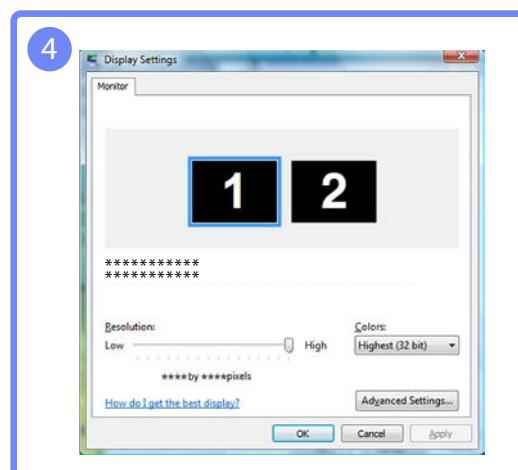 4
Display Settings
Monitor
1 2
***********
***********
Resolution:
Colors:
Low High
Highest (32 bit)
****by ****pixels
How do I get the best display?
Advanced Settings...
OK Cancel Apply